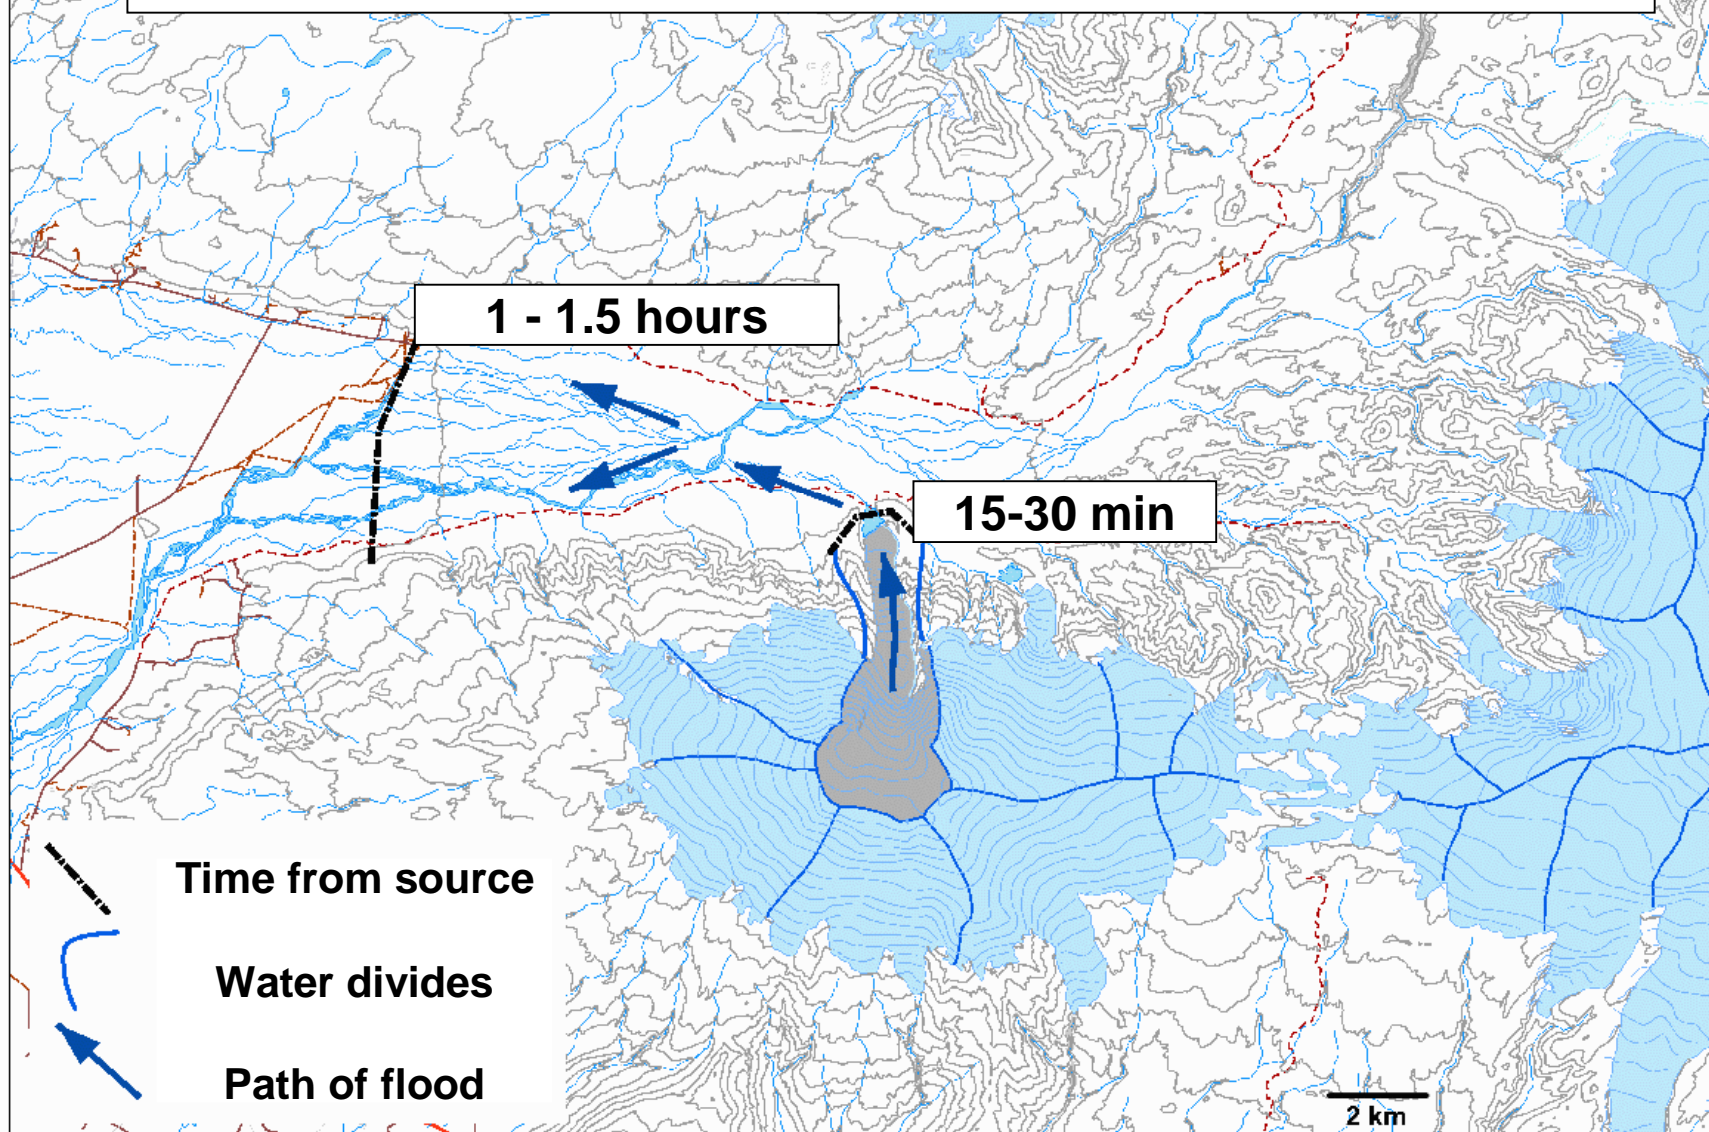 1 - 1.5 hours
15-30 min
Time from source
Water divides
Path of flood
2 km